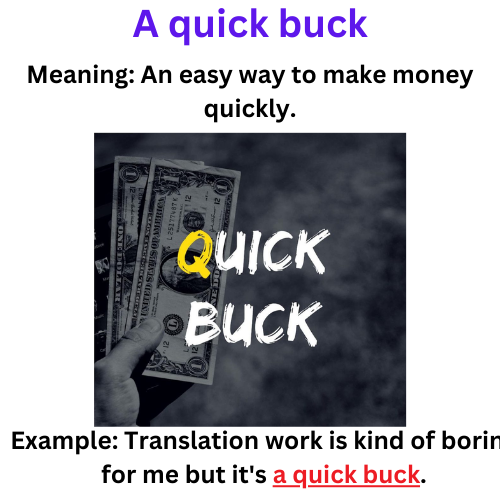 A quick buck
Meaning: An easy way to make money
quickly.
QUICK
BUCK
Example: Translation work is kind of borin
for me but it's a quick buck.